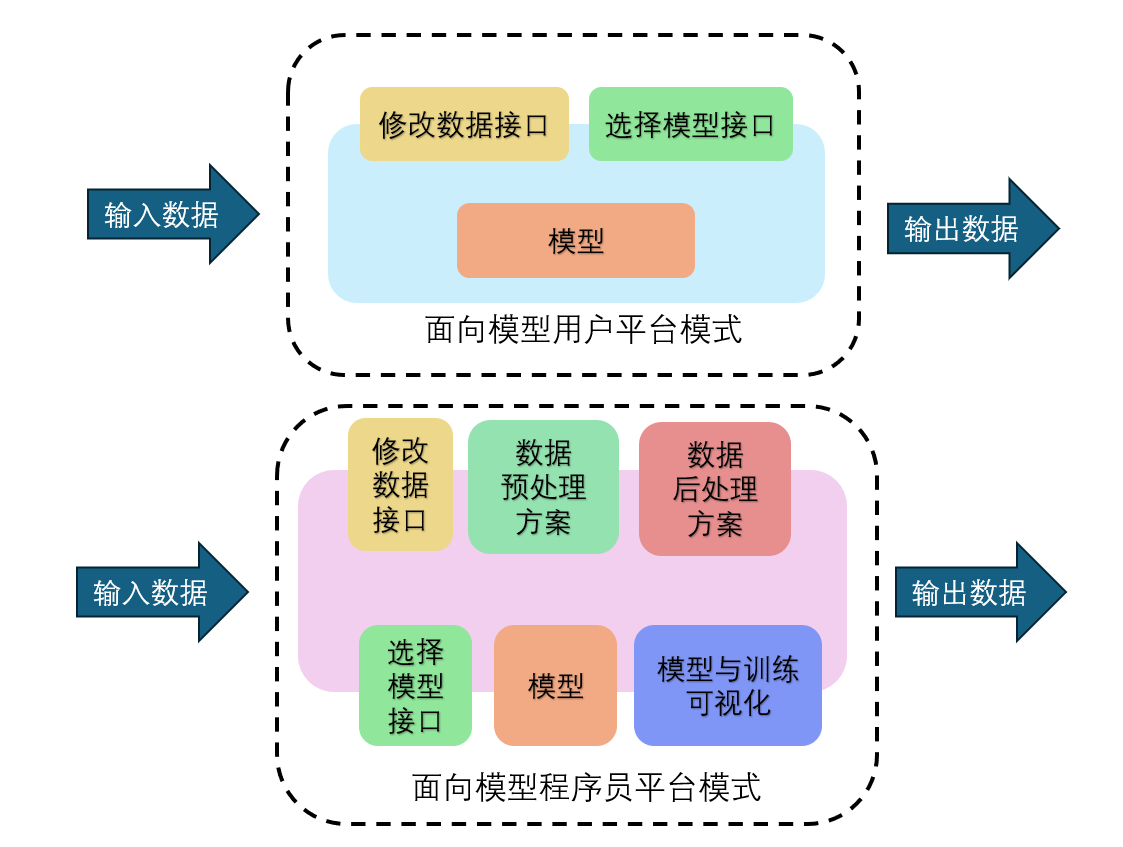 修改数据接口
选择模型接口
输入数据
模型
输出数据
面向模型用户平台模式
修改
数据
接口
数据
预处理
方案
数据
后处理
方案
输入数据
输出数据
选择
模型
接口
模型
模型与训练
可视化
面向模型程序员平台模式